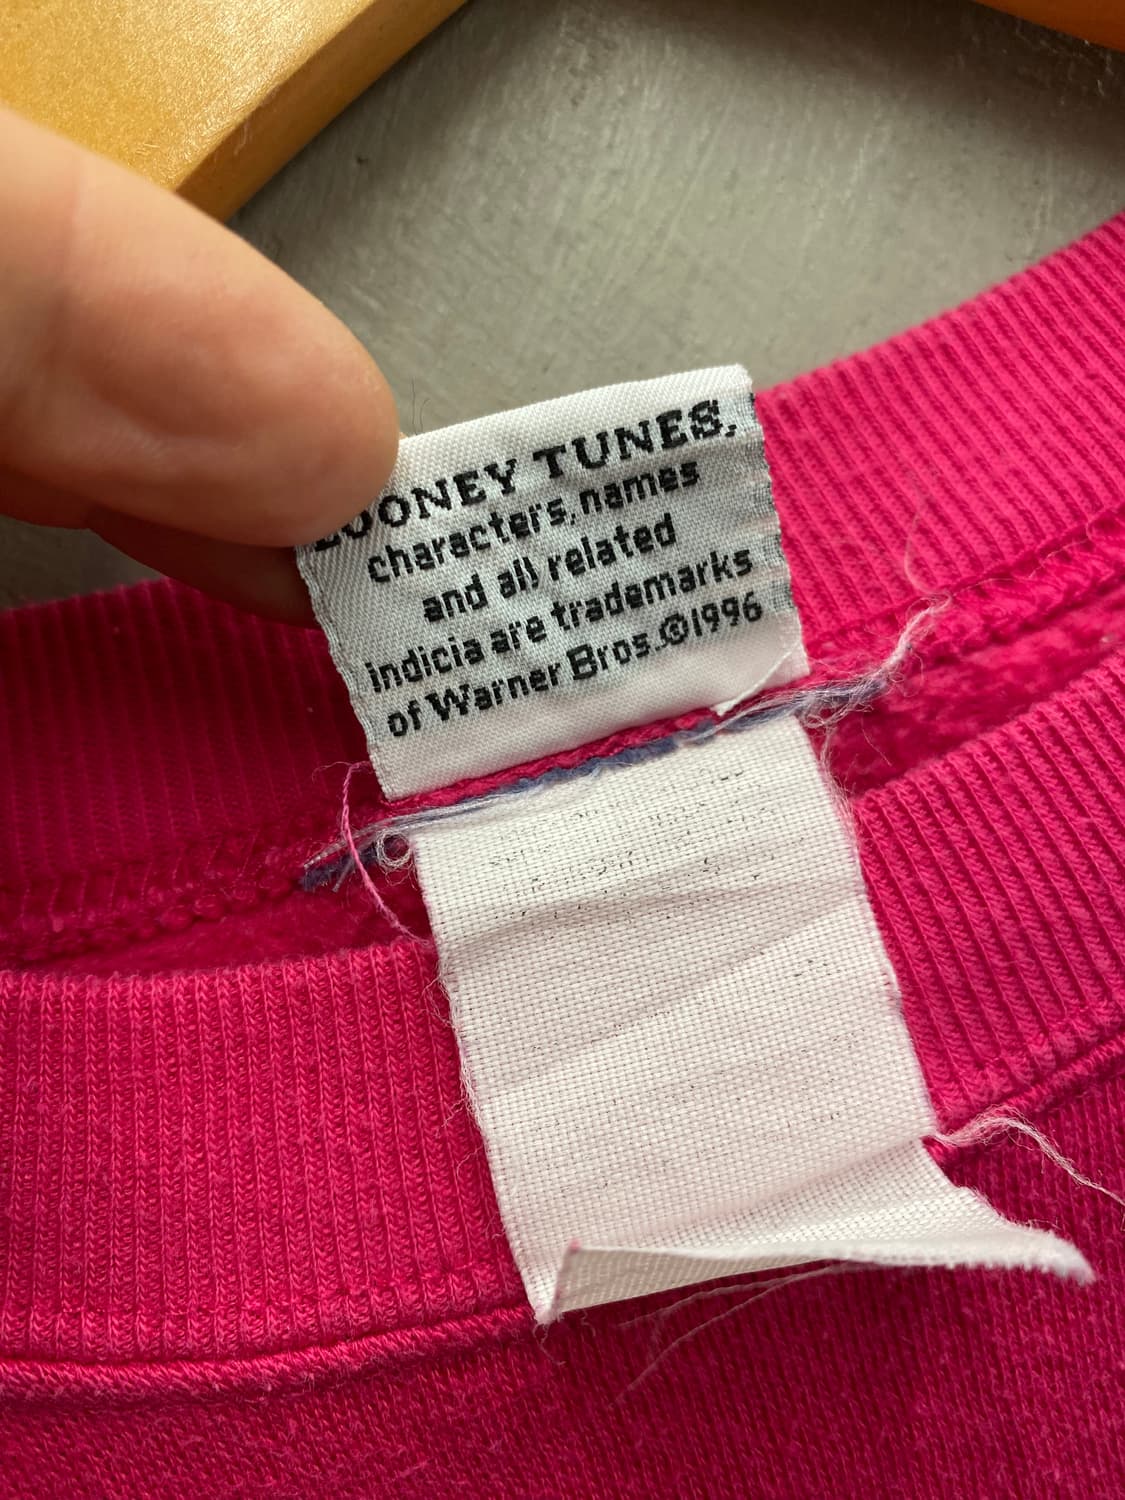 LOONEY TUNES,
characters, names
and all related
indicia are trademarks
of Warner Bros.©1996